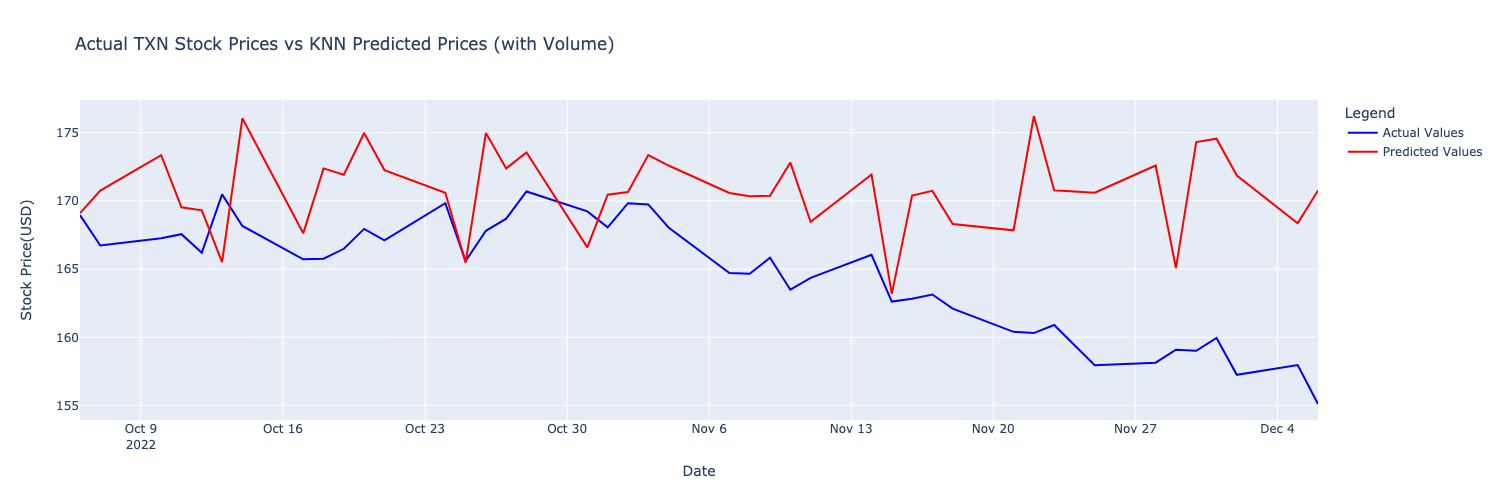 Actual TXN Stock Prices vs KNN Predicted Prices (with Volume)
Legend
Actual Values
Predicted Values
Stock Price(USD)
175
170
165
160
155
Oct 9 Oct 16 Oct 23 Oct 30 Nov 6 Nov 13 Nov 20 Nov 27 Dec 4
2022
Date